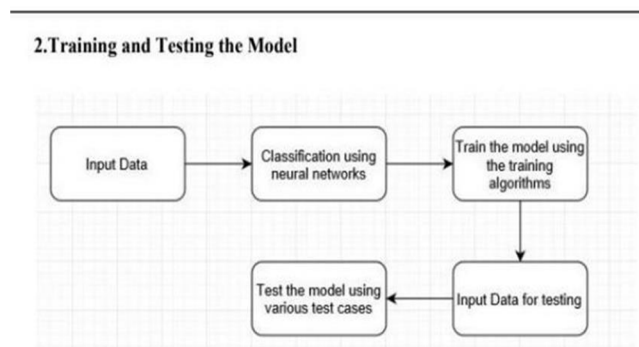 2.Training and Testing the Model
Input Data
Classification using
neural networks
Train the model using
the training
algorithms
Input Data for testing
Test the model using
various test cases